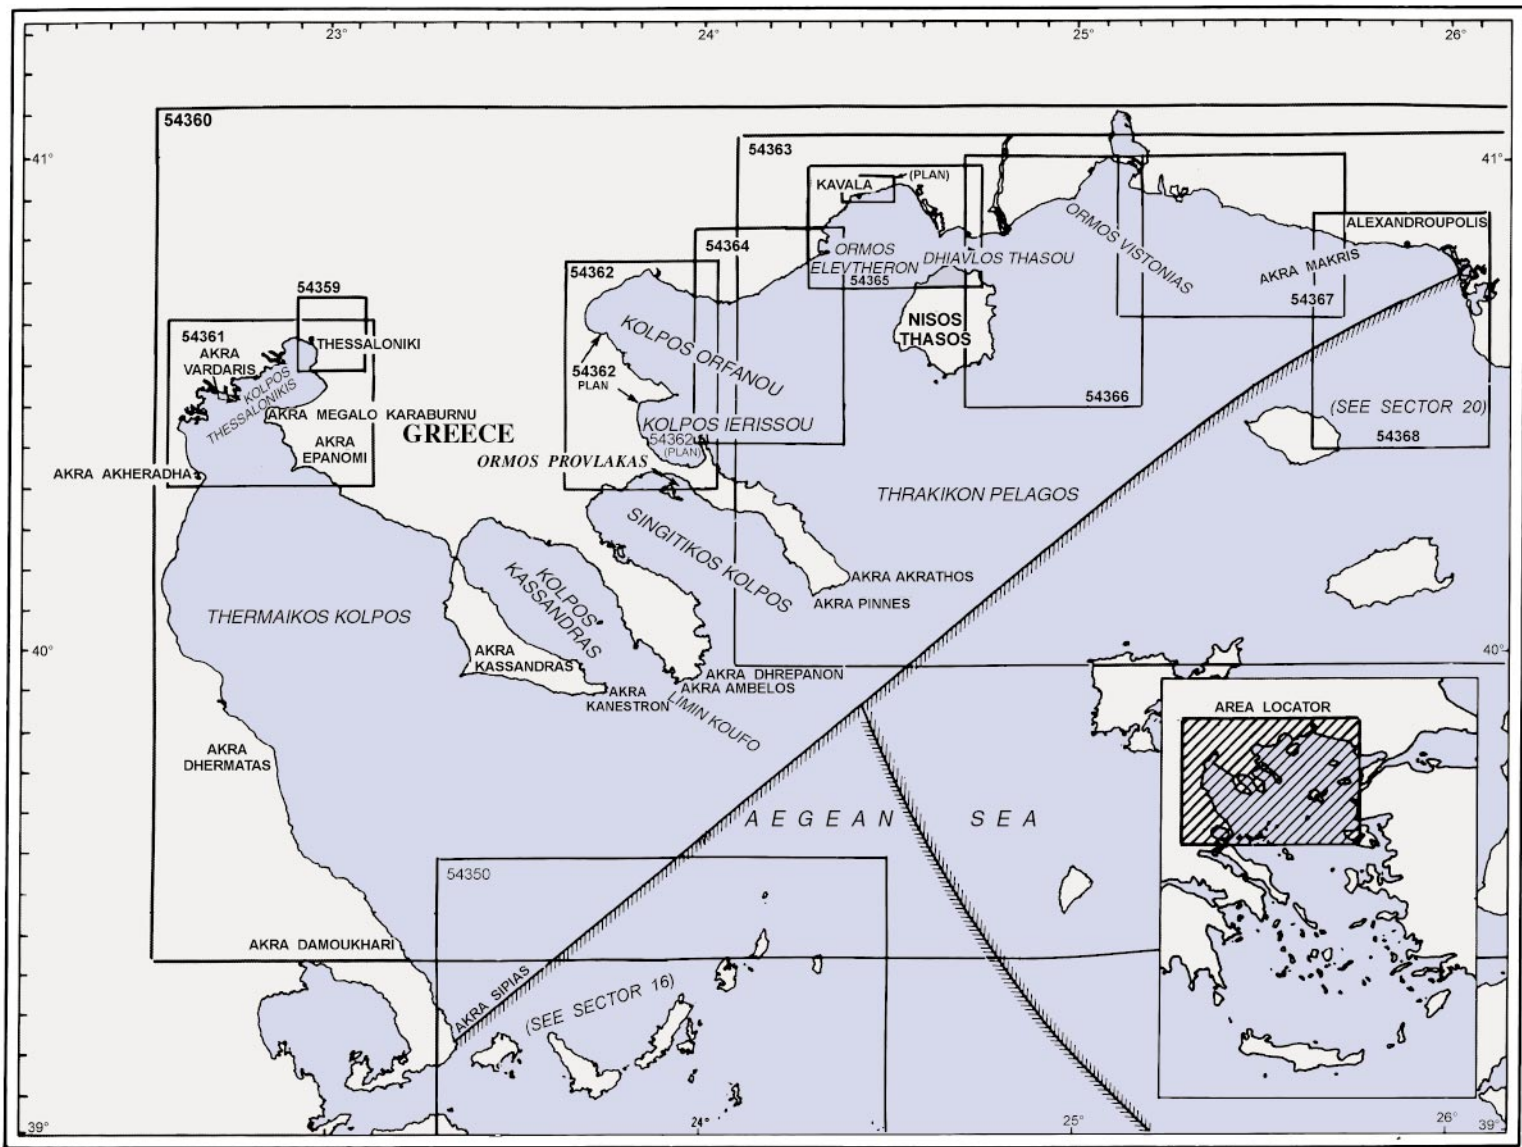 23°
24°
25°
26°
54360
54363
41°
41°
(PLAN)
KAVALA
54364
54362
ORMOS
ELEVTHERON
54365
DHIAVLOS THASOU
ORMOS VISTONIAS
ALEXANDROUPOLIS
AKRA MAKRIS
54367
54359
54361
THESSALONIKI
AKRA
VARDARIS
KOLPOS
THESSALONIKIS
AKRA MEGALO KARABURNU
GREECE
AKRA
EPANOMI
AKRA AKHERADHA
KOLPOS ORFANOU
54362
PLAN
KOLPOS IERISSOU
54362
(PLAN)
ORMOS PROVLAKAS
NISOS
THASOS
54366
(SEE SECTOR 20)
54368
THRAKIKON PELAGOS
SINGITIKOS KOLPOS
AKRA AKRATHOS
AKRA PINNES
KOLPOS
KASSANDRAS
THERMAIKOS KOLPOS
40°
40°
AKRA
KASSANDRAS
AKRA DHREPANON
AKRA AMBELOS
AKRA
KANESTRON
LIMIN KOUFO
AREA LOCATOR
AKRA
DHERMATAS
AEGEAN SEA
54350
AKRA DAMOUKHARI
AKRA SIPIAS
(SEE SECTOR 16)
39°
24°
25°
26°
39°